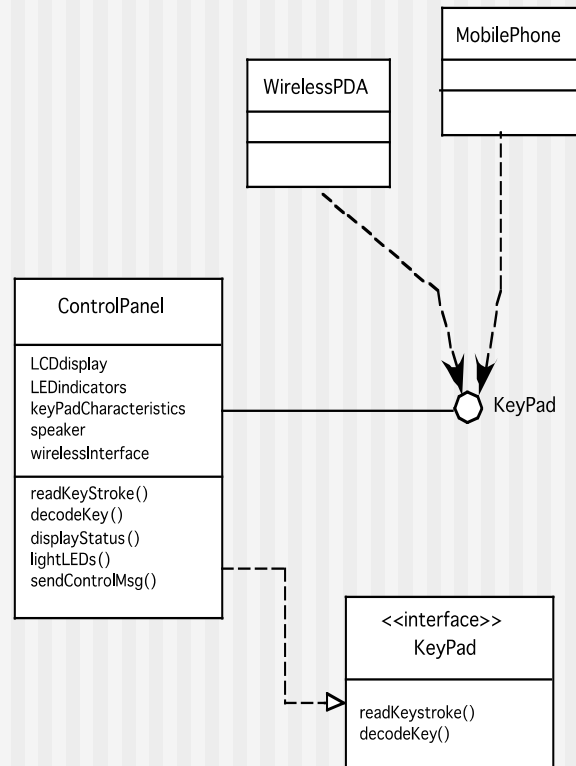 MobilePhone
WirelessPDA
ControlPanel
LCDdisplay
LEDindicators
keyPadCharacteristics
speaker
wirelessInterface
readKeyStroke()
decodeKey()
displayStatus()
lightLEDs()
sendControlMsg()
KeyPad
<<interface>>
KeyPad
readKeystroke()
decodeKey()